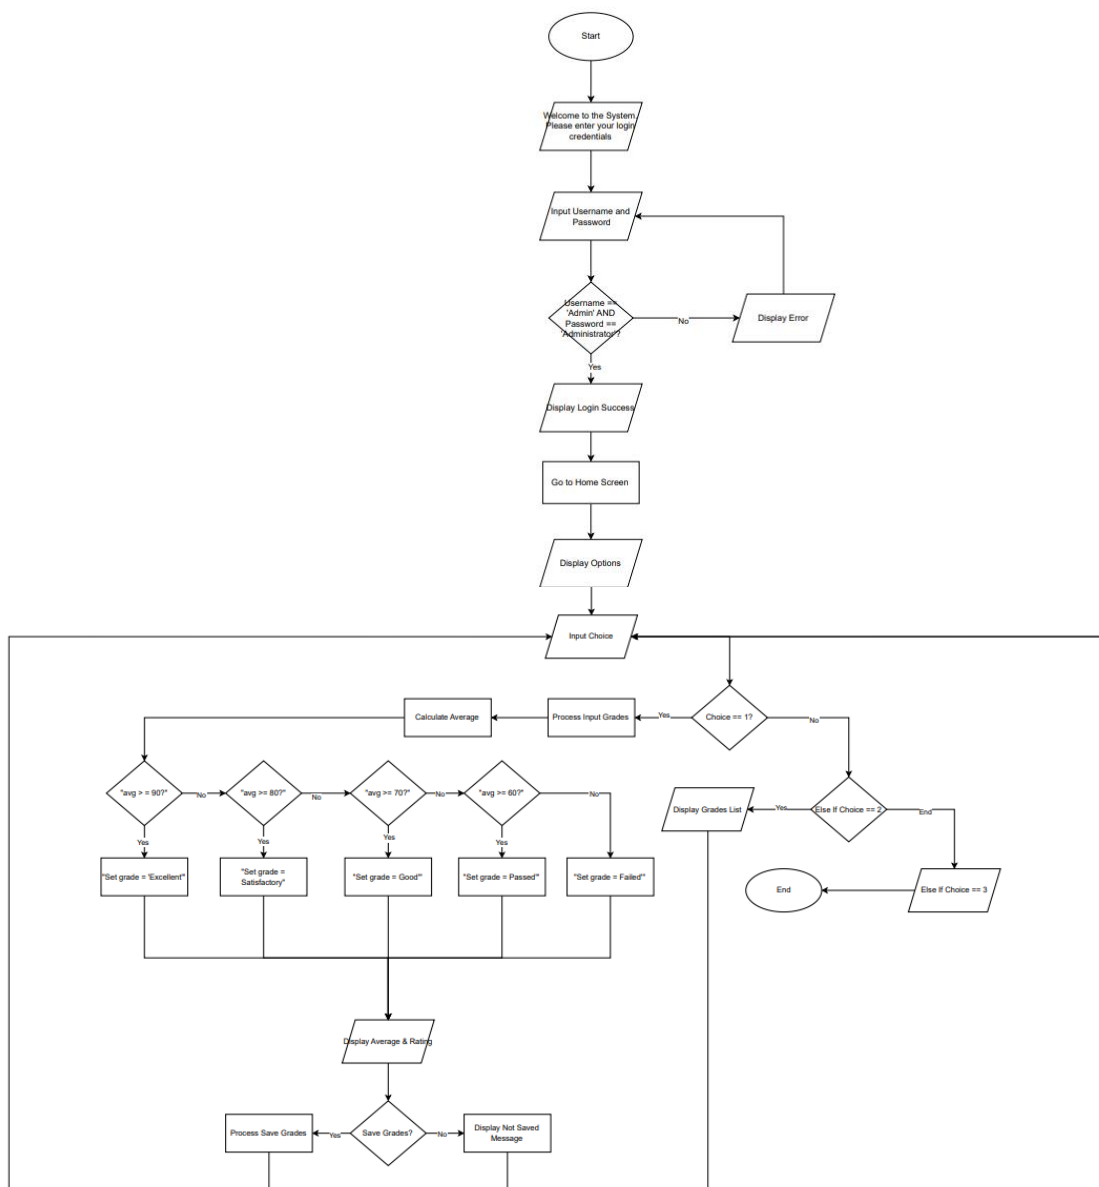 Start
Welcome to the System.
Please enter your login
credentials
Input Username and
Password
Username ==
'Admin' AND
Password ==
'Administrator'?
No
Display Error
Yes
Display Login Success
Go to Home Screen
Display Options
Input Choice
Calculate Average
Process Input Grades
Yes
Choice == 1?
No
"avg > = 90?"
No
"avg >= 80?"
No
"avg >= 70?"
No
"avg >= 60?"
No
Display Grades List
Yes
Else If Choice == 2
End
Yes
Yes
Yes
Yes
"Set grade = 'Excellent'"
"Set grade =
Satisfactory"
"Set grade = Good'"
"Set grade = Passed'"
"Set grade = Failed'"
End
Else If Choice == 3
Display Average & Rating
Process Save Grades
Yes
Save Grades?
No
Display Not Saved
Message